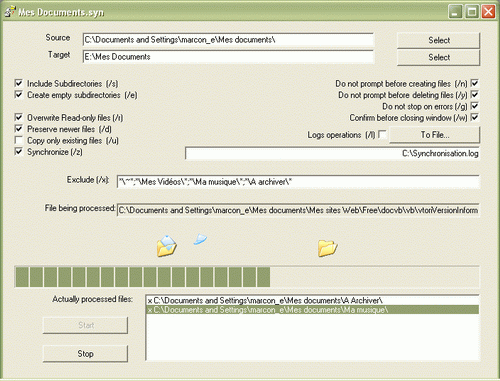 Mes Documents.syn
Source C:\Documents and Settings\marcon_e\Mes documents\ Select
Target E:\Mes Documents Select
Include Subdirectories (/s) Do not prompt before creating files (/n)
Create empty subdirectories (/e) Do not prompt before deleting files (/y)
Do not stop on errors (/g)
Overwrite Read-only files (/r) Confirm before closing window (/w)
Preserve newer files (/d)
Copy only existing files (/u) Logs operations (/l) To File...
Synchronize (/z) C:\Synchronisation.log
Exclude (/x): "\~";"\Mes Vidéos\";"\Ma musique\";"\A archiver\"
File being processed: C:\Documents and Settings\marcon_e\Mes documents\Mes sites Web\Free\docvb\vb\vtoriVersionInform
Actually processed files: x C:\Documents and Settings\marcon_e\Mes documents\A Archiver\
x C:\Documents and Settings\marcon_e\Mes documents\Ma musique\
Start
Stop